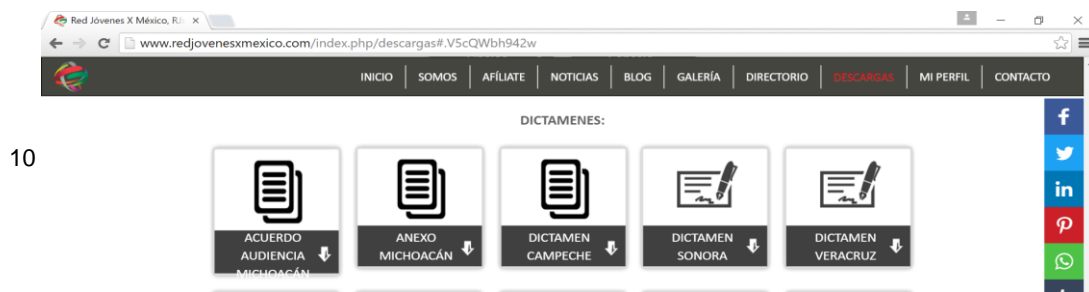 Red Jóvenes X México, RJ
www.redjovenesxmexico.com/index.php/descargas#.V5cQWbh942w
INICIO SOMOS AFÍLIATE NOTICIAS BLOG GALERÍA DIRECTORIO DESCARGAS MI PERFIL CONTACTO
DICTAMENES:
10
ACUERDO
AUDIENCIA
MICHOACÁN
ANEXO
MICHOACÁN
DICTAMEN
CAMPECHE
DICTAMEN
SONORA
DICTAMEN
VERACRUZ